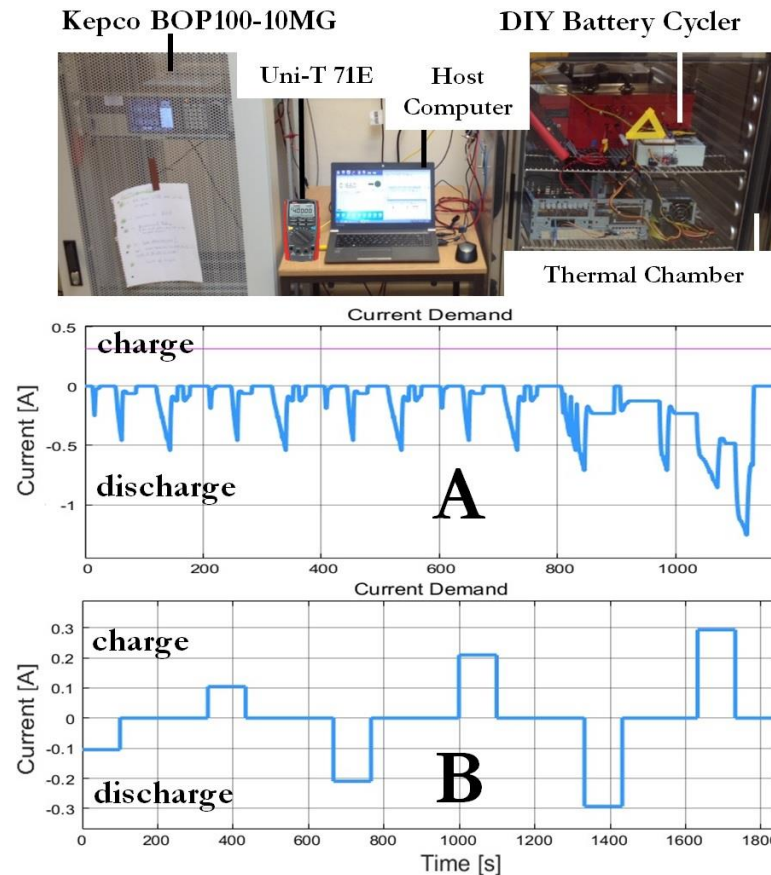 Kepco BOP100-10MG
DIY Battery Cycler
Uni-T 71E
Host
Computer
Thermal Chamber
Current Demand
0.5
charge
0
-0.5
discharge
-1
Current [A]
A
0 200 400 600 800 1000
Current Demand
0.3
charge
0.2
0.1
0
-0.1
discharge
-0.2
-0.3
Current [A]
B
0 200 400 600 800 1000 1200 1400 1600 1800
Time [s]